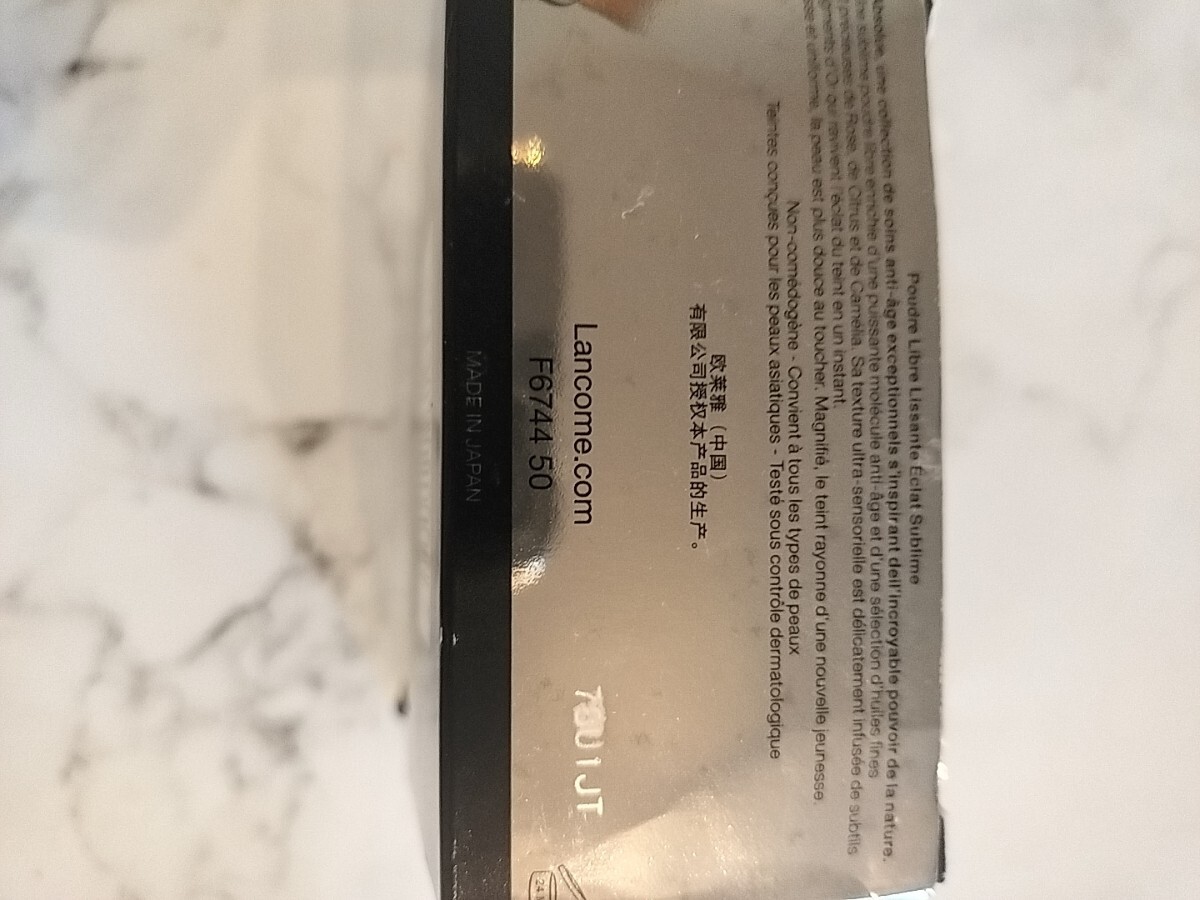 Poudre Libre Lissante Éclat Sublime
Absolue, une collection de soins anti-âge exceptionnels s'inspirant dell'incroyable pouvoir de la nature.
sublime poudre libre enrichie d'une puissante molécule anti-âge et d'une sélection d'huiles fines
précieuses de Rose, de Citrus et de Camélia. Sa texture ultra-sensorielle est délicatement infusée de subtils
d'Or qui ravivent l'éclat du teint en un instant.
et uniforme, la peau est plus douce au toucher. Magnifié, le teint rayonne d'une nouvelle jeunesse.
Non-comédogène - Convient à tous les types de peaux
Teintes conçues pour les peaux asiatiques - Testé sous contrôle dermatologique
欧莱雅（中国）
有限公司授权本产品的生产。
Lancome.com
F6744 50
MADE IN JAPAN
24